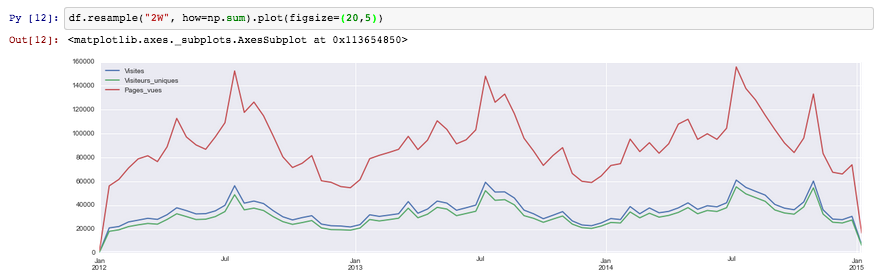 Py [12]: df.resample("2W", how=np.sum).plot(figsize=(20,5))
Out[12]: <matplotlib.axes._subplots.AxesSubplot at 0x113654850>
160000
140000
120000
100000
80000
60000
40000
20000
0
Visites
Visiteurs_uniques
Pages_vues
Jan Jul Jan Jul Jan Jul Jan
2012 2013 2014 2015